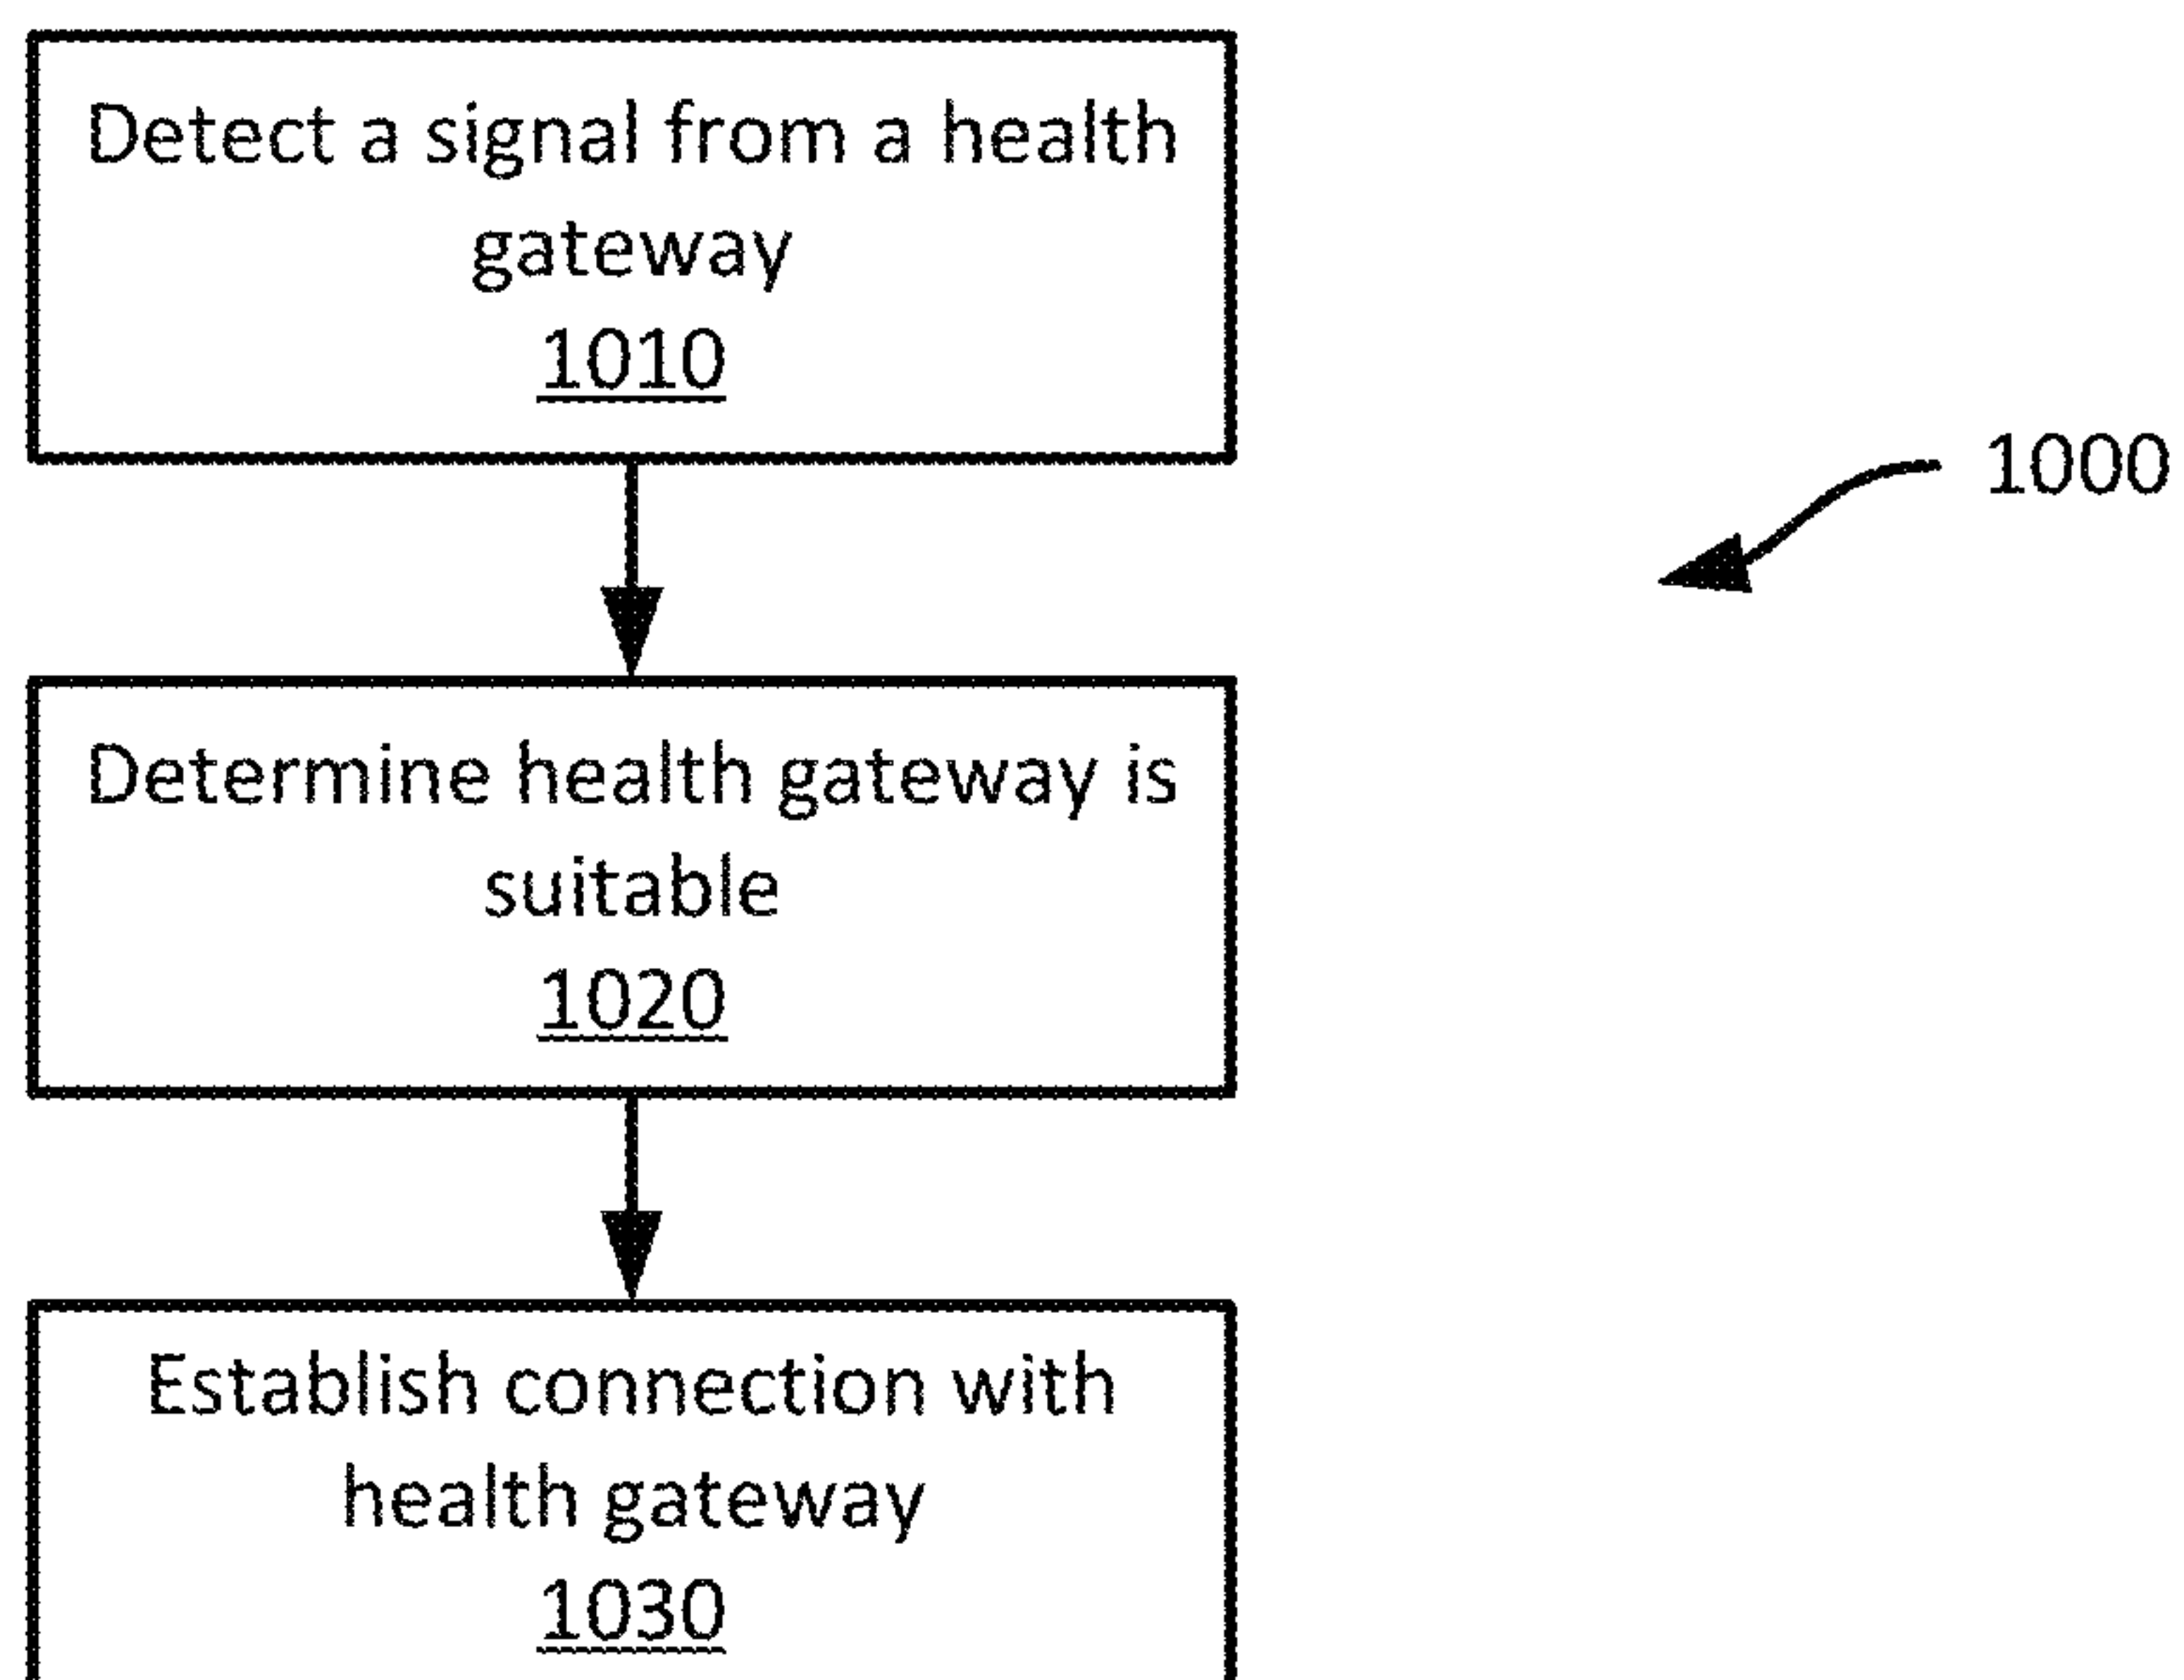 Detect a signal from a health
gateway
1010
1000
Determine health gateway is
suitable
1020
Establish connection with
health gateway
1030